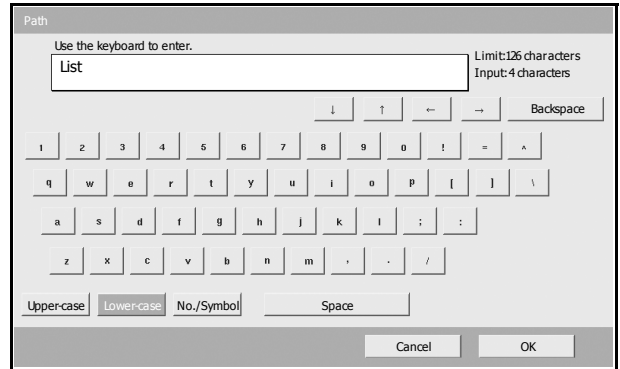 Path
Use the keyboard to enter.
List
Limit:126 characters
Input:4 characters
↓ ↑ ← → Backspace
1 2 3 4 5 6 7 8 9 0 ! = ^
q w e r t y u i o p [ ] \
a s d f g h j k l ; :
z x c v b n m , . /
Upper-case Lower-case No./Symbol Space
Cancel OK